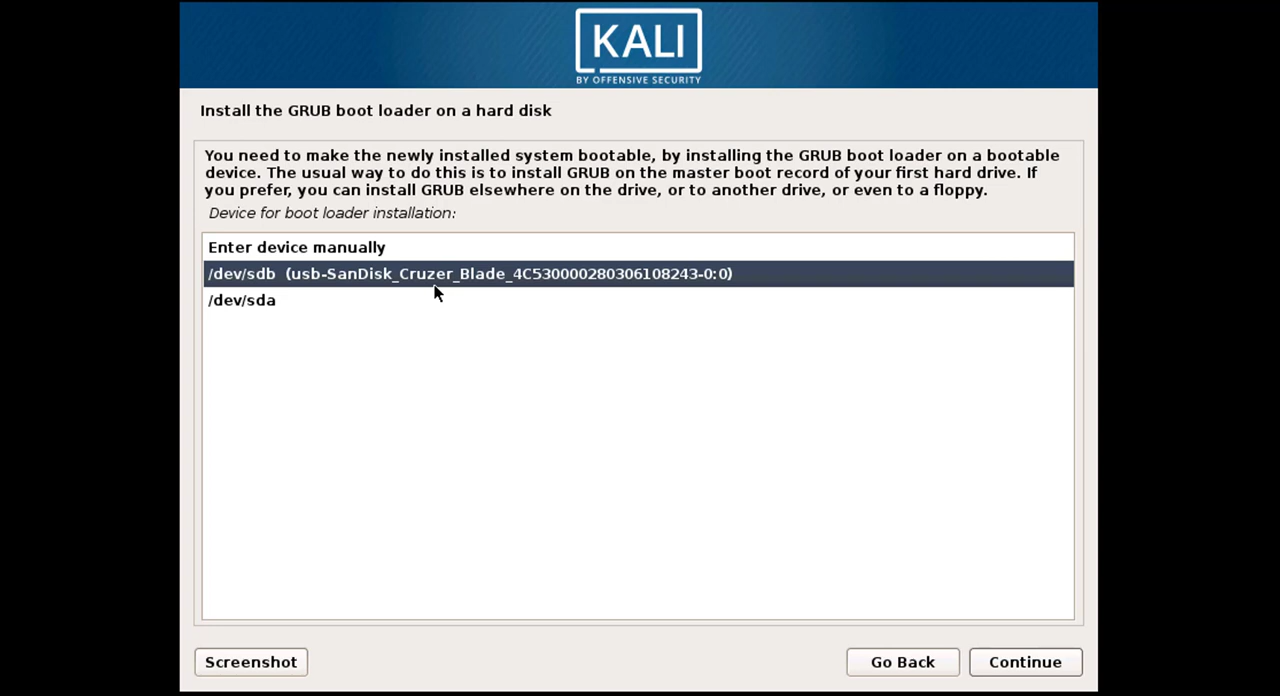 KALI
BY OFFENSIVE SECURITY
Install the GRUB boot loader on a hard disk
You need to make the newly installed system bootable, by installing the GRUB boot loader on a bootable
device. The usual way to do this is to install GRUB on the master boot record of your first hard drive. If
you prefer, you can install GRUB elsewhere on the drive, or to another drive, or even to a floppy.
Device for boot loader installation:
Enter device manually
/dev/sdb (usb-SanDisk_Cruzer_Blade_4C530000280306108243-0:0)
/dev/sda
Screenshot
Go Back
Continue